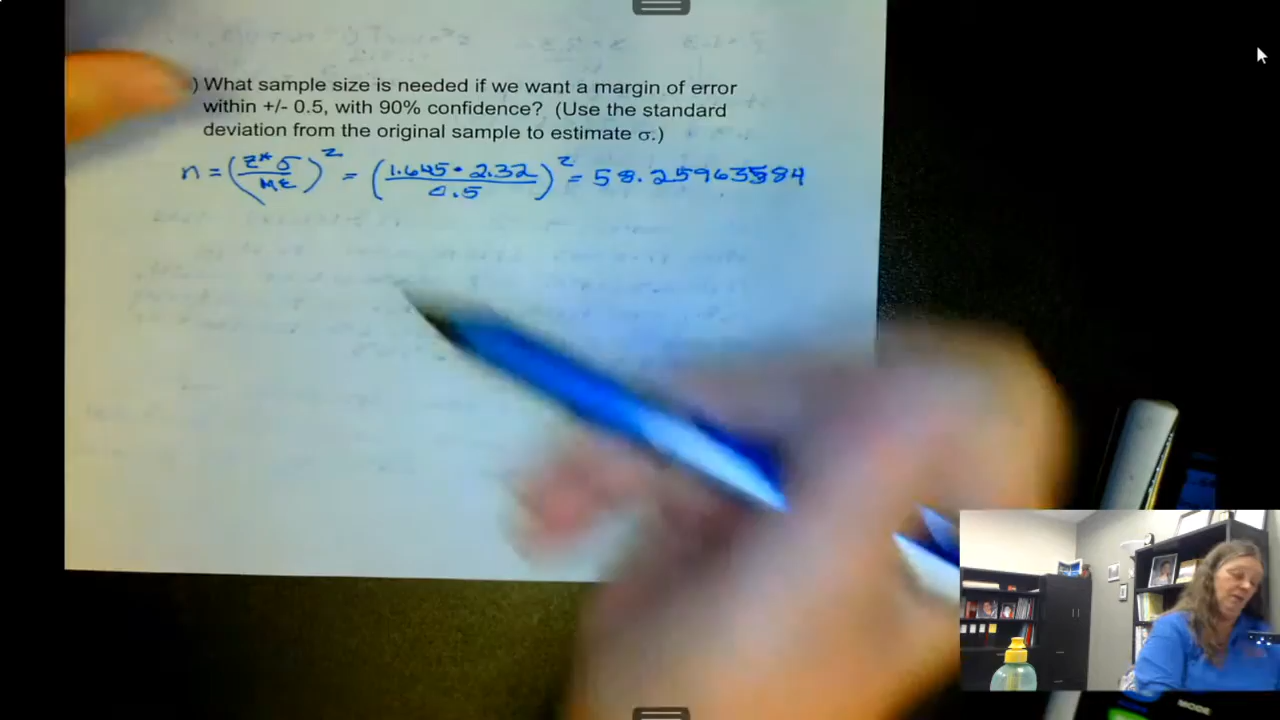 ) What sample size is needed if we want a margin of error
within +/- 0.5, with 90% confidence? (Use the standard
deviation from the original sample to estimate σ.)
n = (z* σ / ME)² = (1.645 • 2.32 / 0.5)² = 58.25963584
MODE